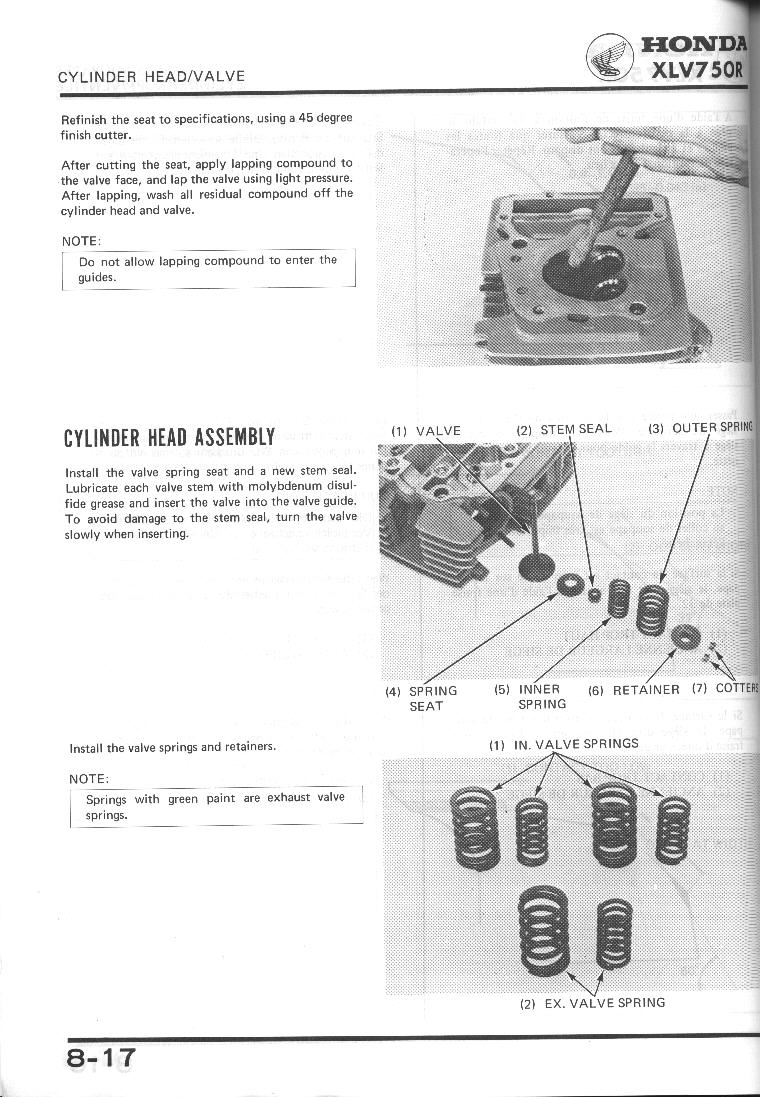 CYLINDER HEAD/VALVE
HONDA
XLV750R
Refinish the seat to specifications, using a 45 degree
finish cutter.
After cutting the seat, apply lapping compound to
the valve face, and lap the valve using light pressure.
After lapping, wash all residual compound off the
cylinder head and valve.
NOTE:
Do not allow lapping compound to enter the
guides.
CYLINDER HEAD ASSEMBLY
Install the valve spring seat and a new stem seal.
Lubricate each valve stem with molybdenum disul-
fide grease and insert the valve into the valve guide.
To avoid damage to the stem seal, turn the valve
slowly when inserting.
(1) VALVE (2) STEM SEAL (3) OUTER SPRING
(4) SPRING SEAT
(5) INNER SPRING
(6) RETAINER (7) COTTERS
Install the valve springs and retainers.
NOTE:
Springs with green paint are exhaust valve
springs.
(1) IN. VALVE SPRINGS
(2) EX. VALVE SPRING
8-17